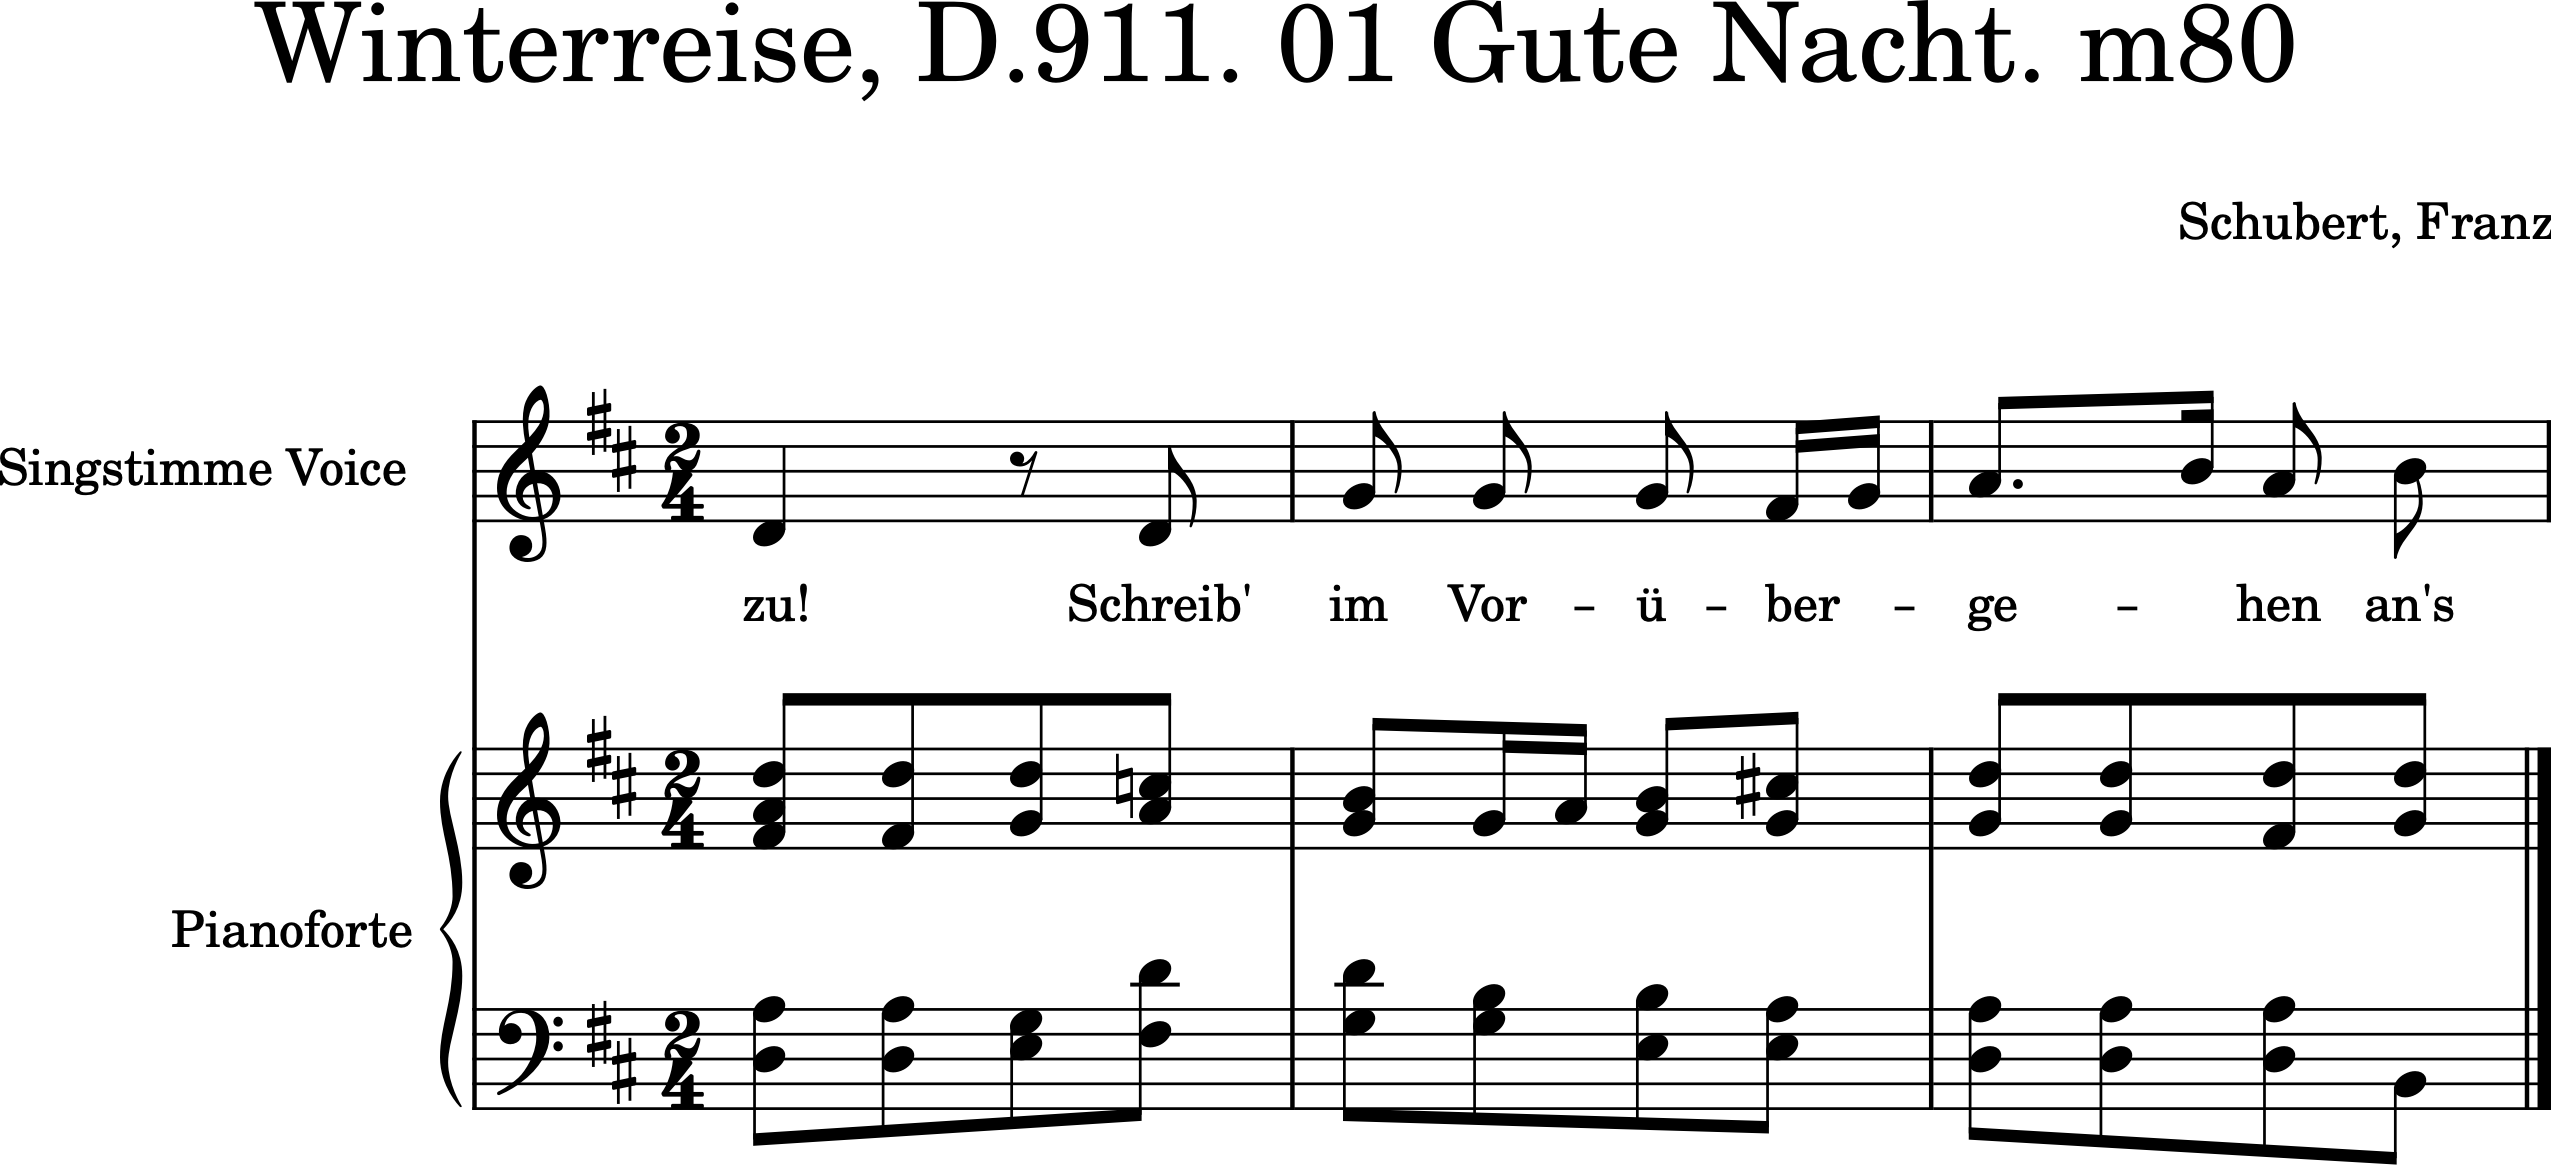 Winterreise, D.911. 01 Gute Nacht. m80
Schubert, Franz
Singstimme Voice
zu! Schreib' im Vor - ü - ber - ge - hen an's
Pianoforte